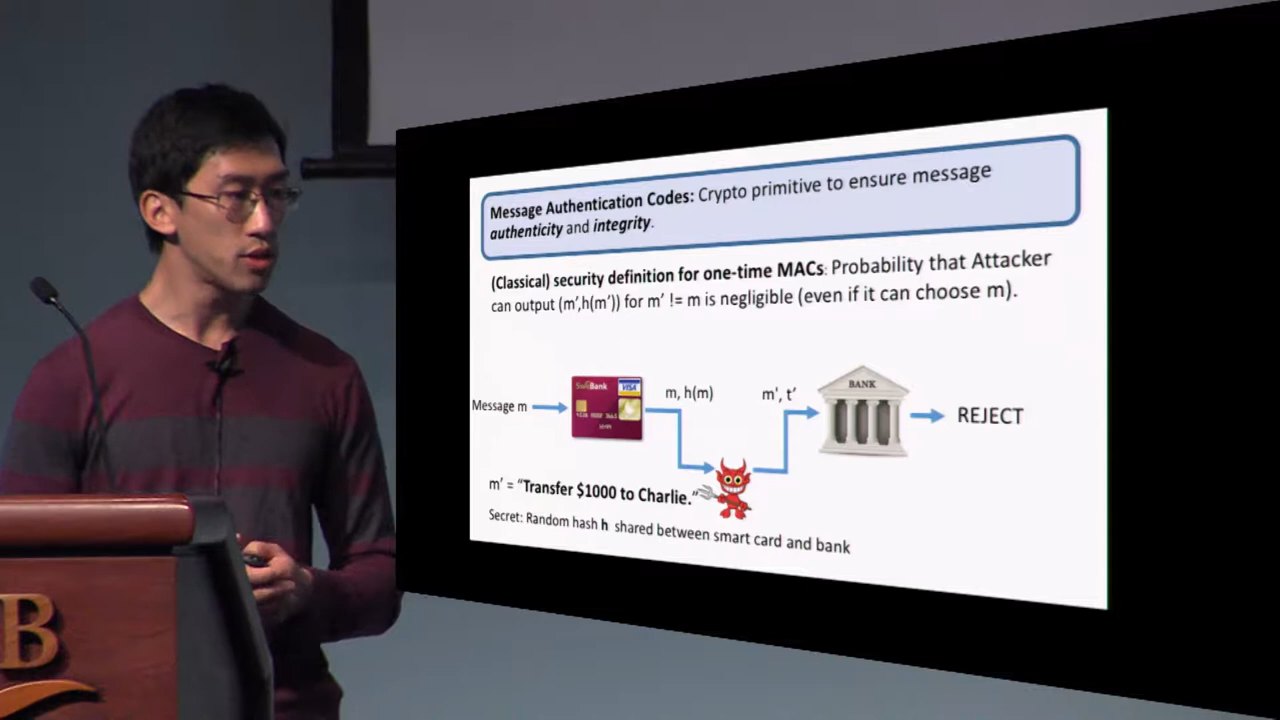 Message Authentication Codes: Crypto primitive to ensure message
authenticity and integrity.
(Classical) security definition for one-time MACs: Probability that Attacker
can output (m',h(m')) for m' != m is negligible (even if it can choose m).
Message m
VISA
m, h(m)
m', t'
BANK
REJECT
m' = "Transfer $1000 to Charlie."
Secret: Random hash h shared between smart card and bank
B